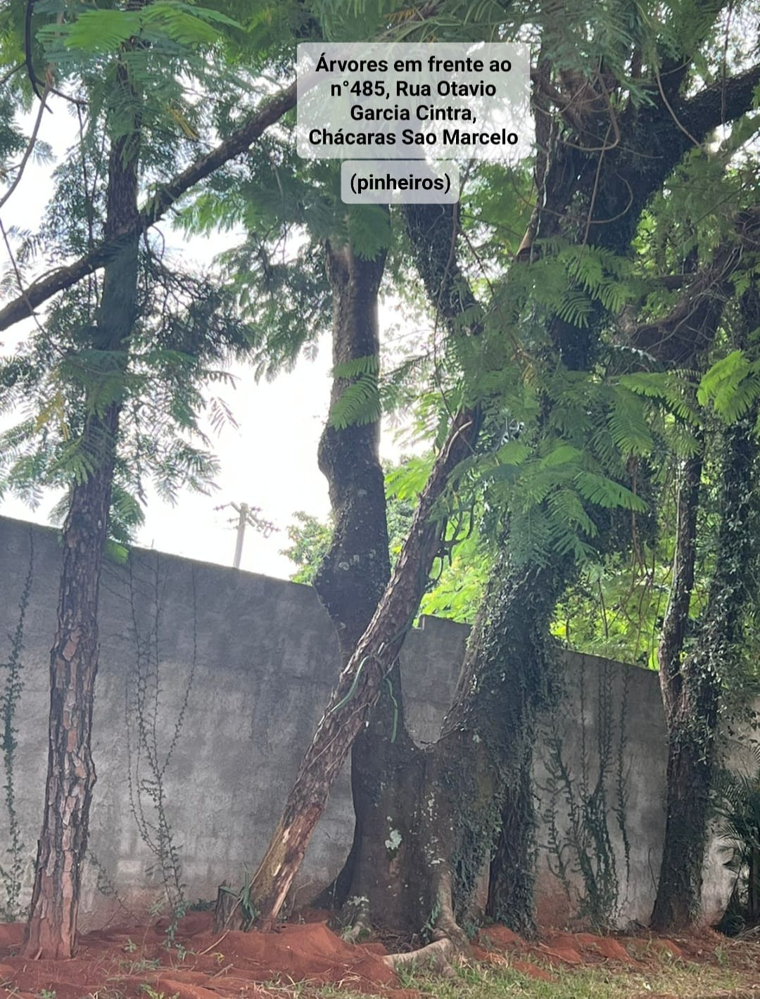 Árvores em frente ao
n°485, Rua Otavio
Garcia Cintra,
Chácaras Sao Marcelo
(pinheiros)